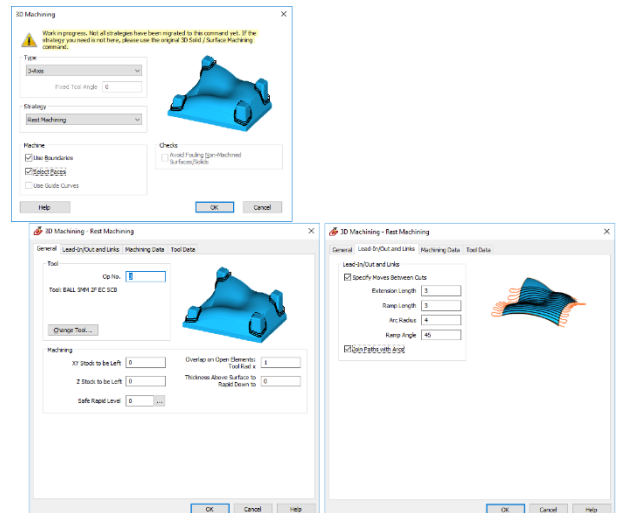 3D Machining
Work in progress. Not all strategies have been migrated to this command yet. If the
strategy you need is not here, please use the original 3D Solid / Surface Machining
command.
Type
3-Axis
Fixed Tool Angle 0
Strategy
Rest Machining
Machine
Use Boundaries
Select Faces
Use Guide Curves
Checks
Avoid Fouling Non-Machined
Surfaces/Solids
Help
OK
Cancel
3D Machining - Rest Machining
General Lead-In/Out and Links Machining Data Tool Data
Tool
Op No.
Tool: BALL 3MM 2F EC SCB
Change Tool...
Machining
XY Stock to be Left 0
Z Stock to be Left 0
Safe Rapid Level 0 ...
Overlap on Open Elements:
Tool Rad x 1
Thickness Above Surface to
Rapid Down to 0
OK
Cancel
Help
3D Machining - Rest Machining
General Lead-In/Out and Links Machining Data Tool Data
Lead-In/Out and Links
Specify Moves Between Cuts
Extension Length 3
Ramp Length 3
Arc Radius 4
Ramp Angle 45
Join Paths with Arcs
OK
Cancel
Help